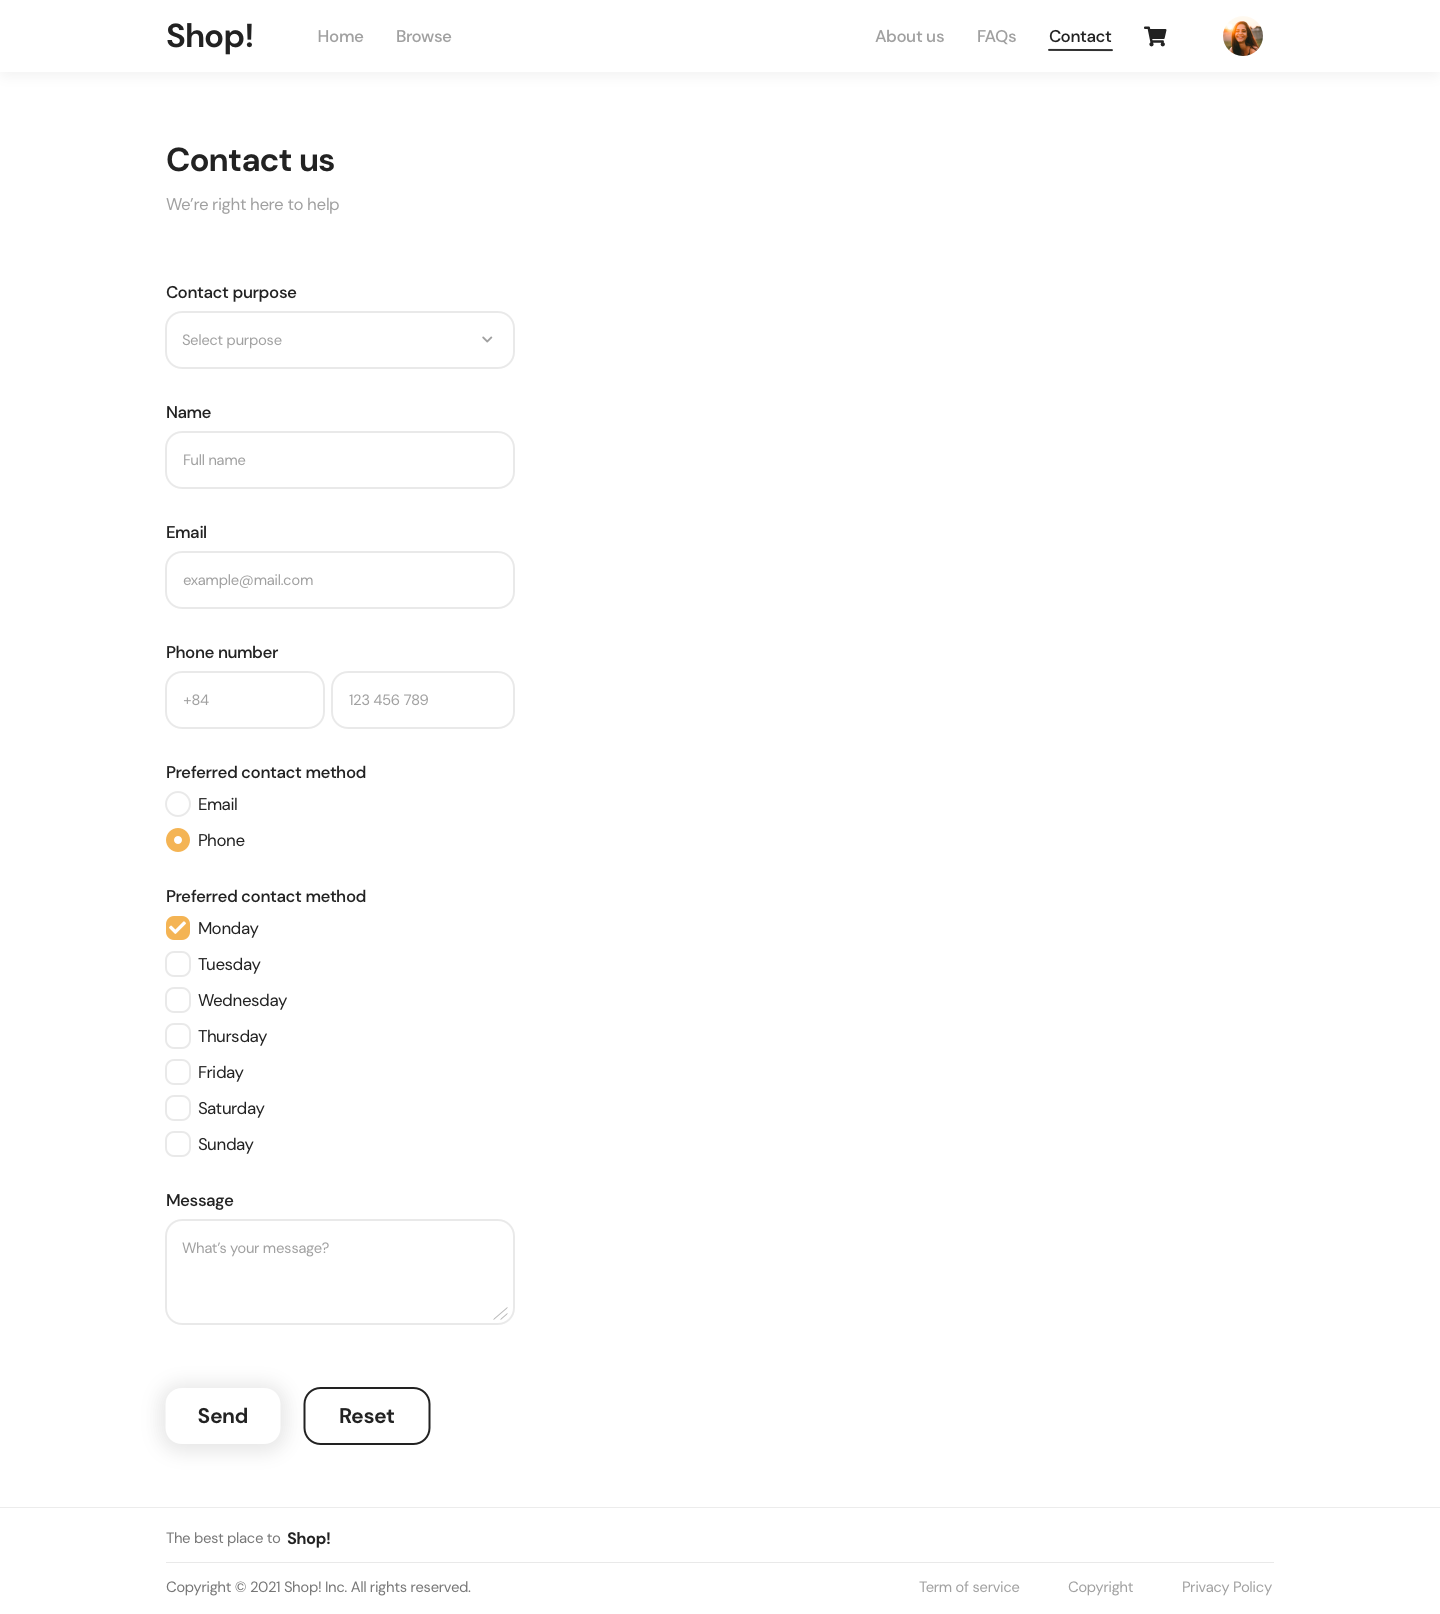 Shop! Home Browse About us FAQs Contact
Contact us
We’re right here to help
Contact purpose
Select purpose
Name
Full name
Email
example@mail.com
Phone number
+84 123 456 789
Preferred contact method
Email
Phone
Preferred contact method
Monday
Tuesday
Wednesday
Thursday
Friday
Saturday
Sunday
Message
What’s your message?
Send Reset
The best place to Shop!
Copyright © 2021 Shop! Inc. All rights reserved. Term of service Copyright Privacy Policy